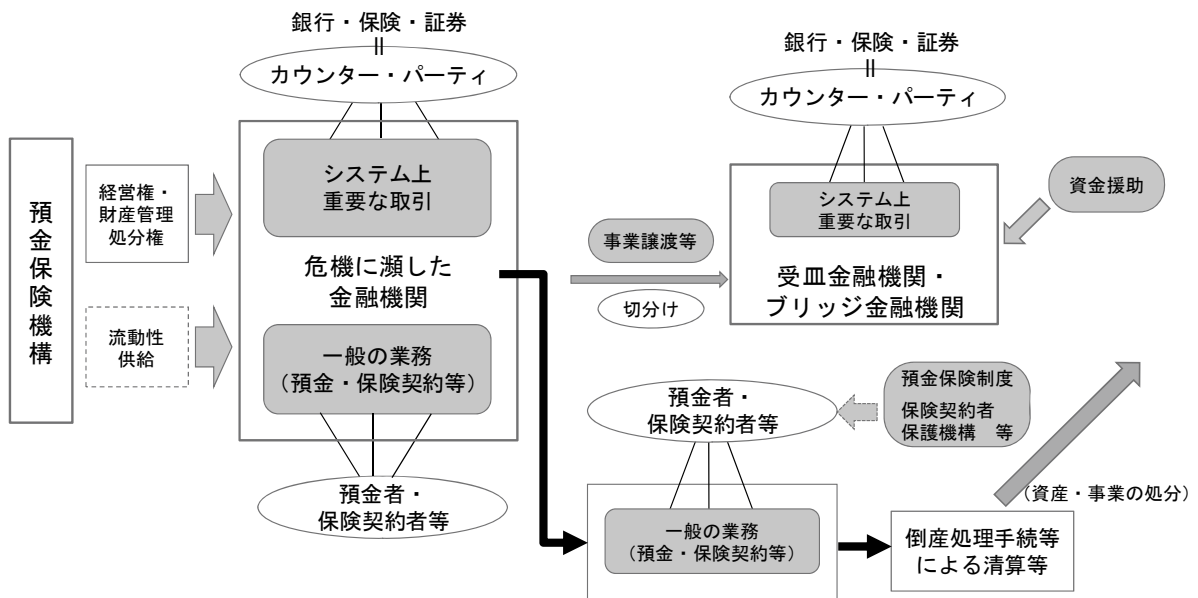 銀行・保険・証券
=
カウンター・パーティ
預金保険機構
経営権・
財産管理
処分権
流動性
供給
システム上
重要な取引
危機に瀕した
金融機関
一般の業務
(預金・保険契約等)
預金者・
保険契約者等
事業譲渡等
切分け
銀行・保険・証券
=
カウンター・パーティ
システム上
重要な取引
受皿金融機関・
ブリッジ金融機関
資金援助
預金者・
保険契約者等
預金保険制度
保険契約者
保護機構 等
一般の業務
(預金・保険契約等)
(資産・事業の処分)
倒産処理手続等
による清算等